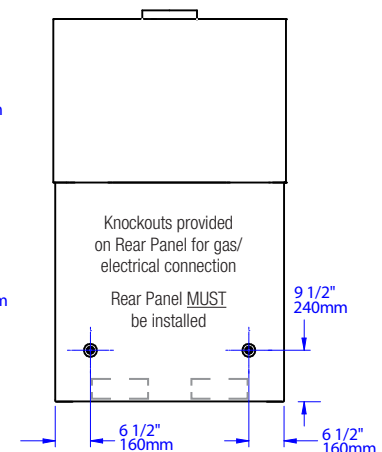 Knockouts provided
on Rear Panel for gas/
electrical connection
Rear Panel MUST
be installed
9 1/2"
240mm
6 1/2"
160mm
6 1/2"
160mm